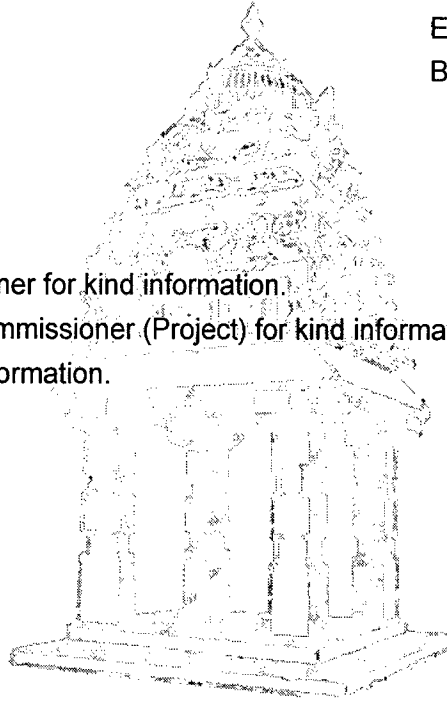 E
B
ner for kind information.
mmissioner (Project) for kind informa
ormation.